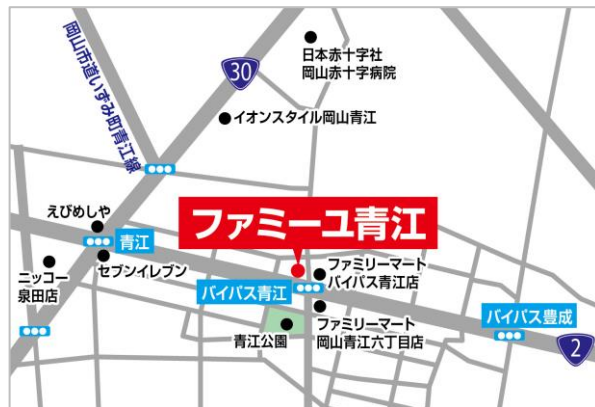 日本赤十字社
岡山赤十字病院
30
岡山市道いずみ町青江線
イオンスタイル岡山青江
えびめしや
青江
ファミーユ青江
セブンイレブン
ニッコー
泉田店
バイパス青江
ファミリーマート
バイパス青江店
青江公園
ファミリーマート
岡山青江六丁目店
バイパス豊成
2